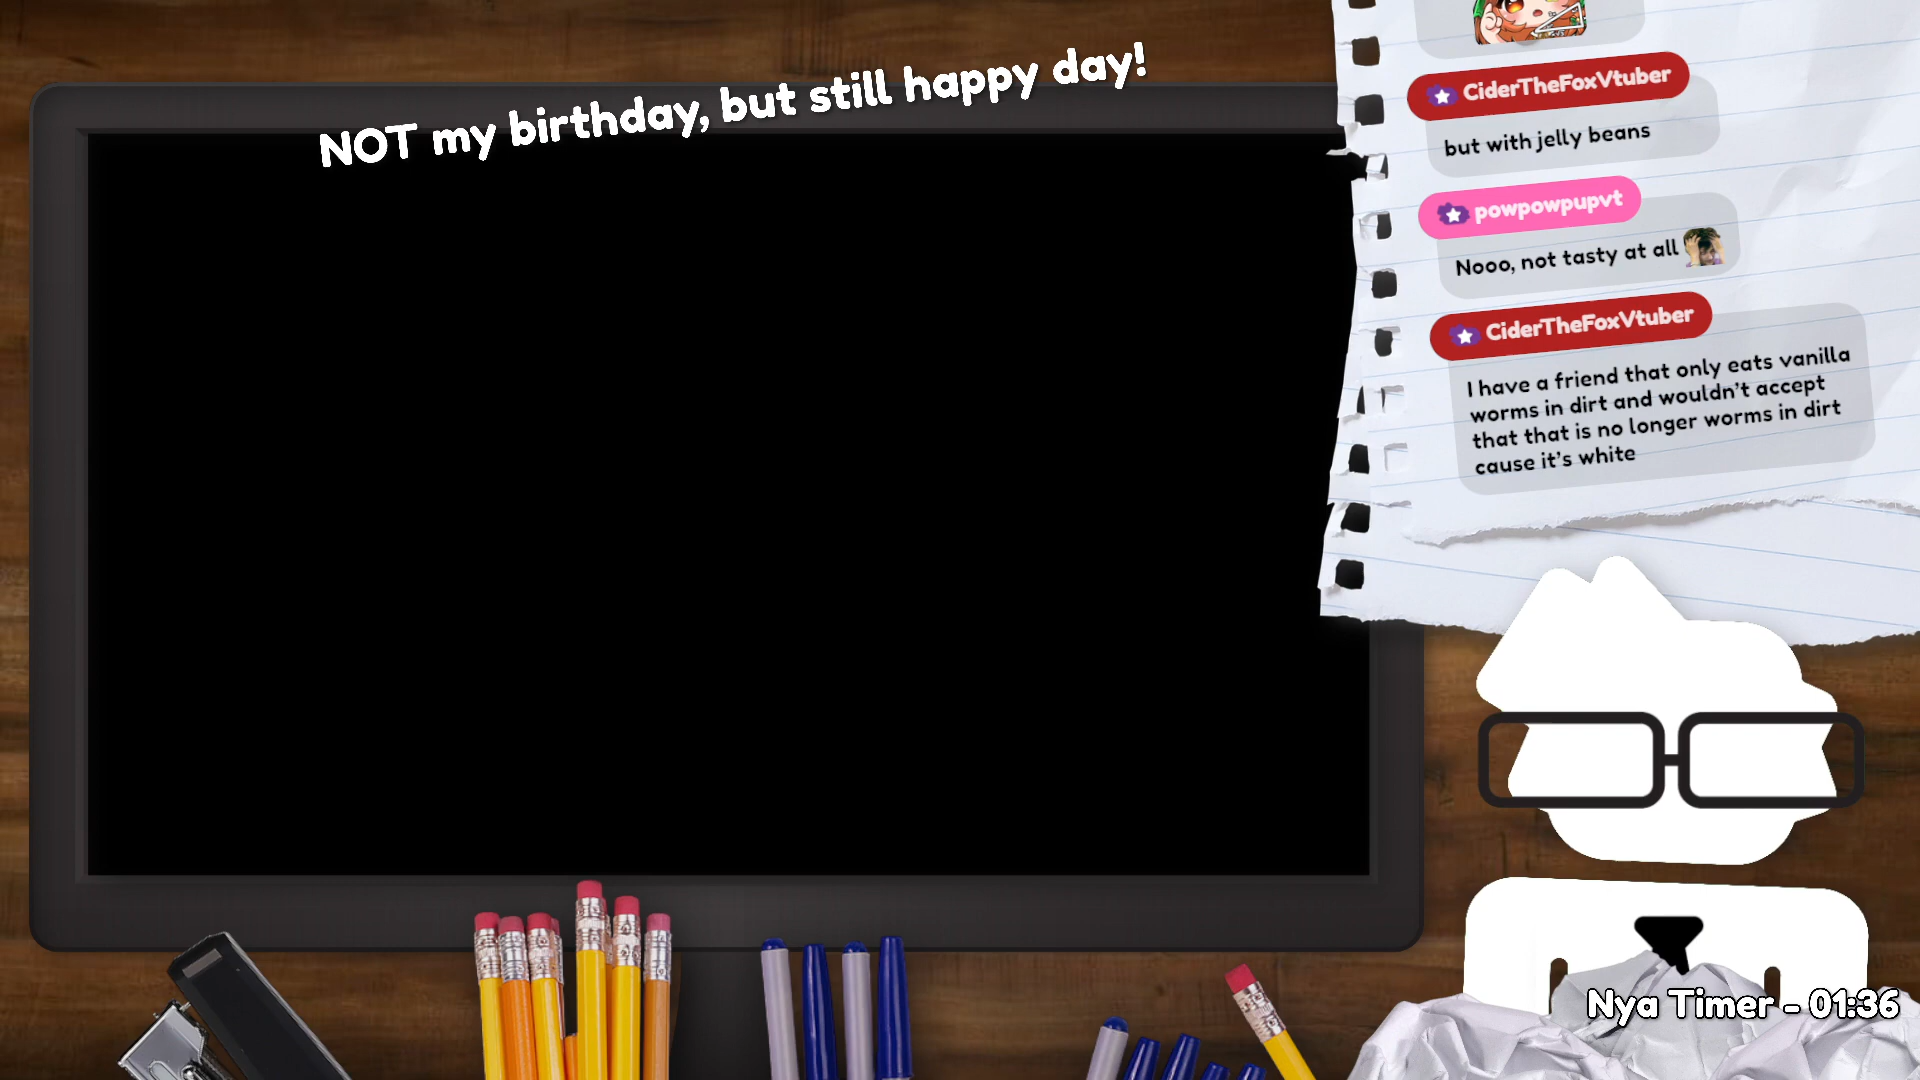 NOT my birthday, but still happy day!
CiderTheFoxVtuber
but with jelly beans
powpowpupvt
Nooo, not tasty at all
CiderTheFoxVtuber
I have a friend that only eats vanilla
worms in dirt and wouldn't accept
that that is no longer worms in dirt
cause it's white
Nya Timer - 01:36